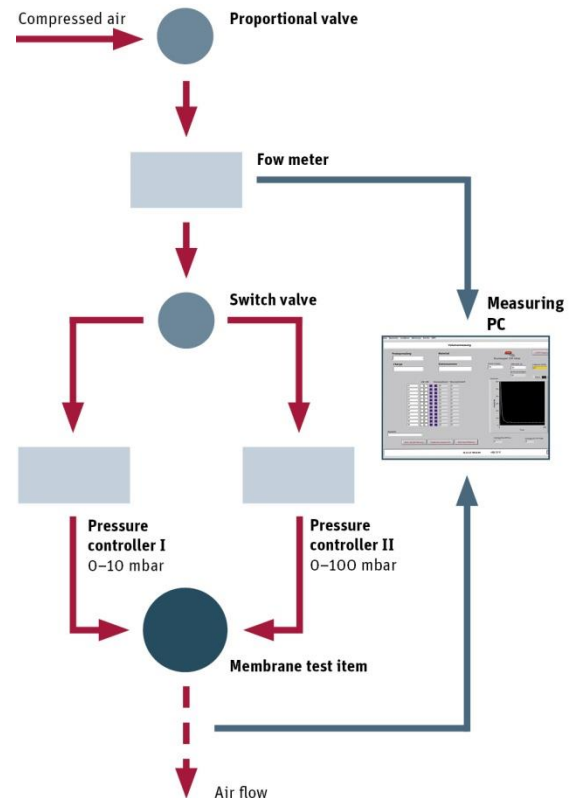 Compressed air
Proportional valve
Fow meter
Switch valve
Measuring
PC
Pressure
controller I
0–10 mbar
Pressure
controller II
0–100 mbar
Membrane test item
Air flow